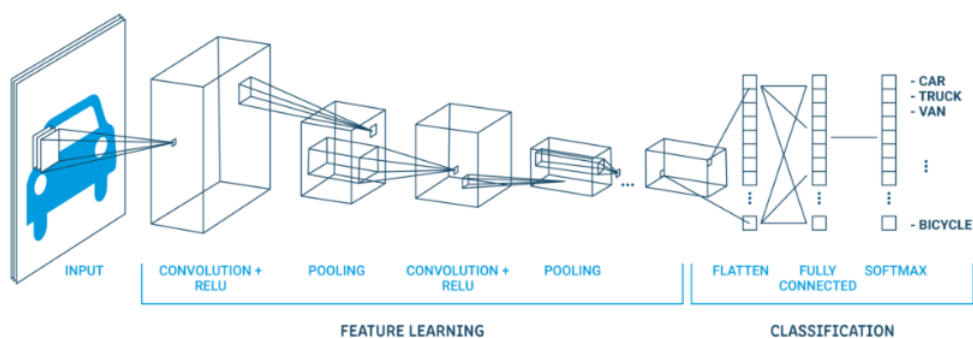 - CAR
- TRUCK
- VAN
- BICYCLE
INPUT
CONVOLUTION +
RELU
POOLING
CONVOLUTION +
RELU
POOLING
FLATTEN
FULLY
CONNECTED
SOFTMAX
FEATURE LEARNING
CLASSIFICATION